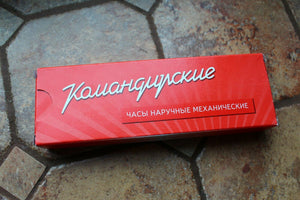 Командирские
ЧАСЫ НАРУЧНЫЕ МЕХАНИЧЕСКИЕ